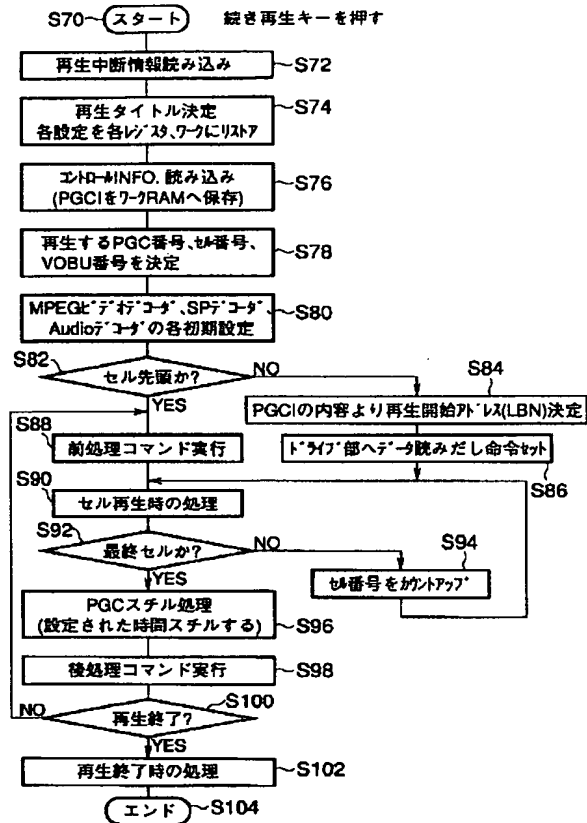 S70 スタート 続き再生キーを押す
再生中断情報読み込み S72
再生タイトル決定
各設定を各ﾚｼﾞｽﾀ､ﾜｰｸにﾘｽﾄｱ
S74
ｺﾝﾄﾛｰﾙINFO. 読み込み
(PGCIをﾜｰｸRAMへ保存)
S76
再生するPGC番号､ｾﾙ番号､
VOBU番号を決定
S78
MPEGﾋﾞﾃﾞｵﾃﾞｺｰﾀﾞ､SPﾃﾞｺｰﾀﾞ､
Audioﾃﾞｺｰﾀﾞの各初期設定
S80
S82
セル先頭か?
NO
YES
S84
PGCIの内容より再生開始ｱﾄﾞﾚｽ(LBN)決定
ﾄﾞﾗｲﾌﾞ部へﾃﾞｰﾀ読みだし命令ｾｯﾄ
S86
S88
前処理コマンド実行
S90
セル再生時の処理
S92
最終セルか?
NO
YES
S94
ｾﾙ番号をｶｳﾝﾄｱｯﾌﾟ
PGCスチル処理
(設定された時間スチルする)
S96
後処理コマンド実行
S98
S100
NO
再生終了?
YES
再生終了時の処理
S102
エンド
S104